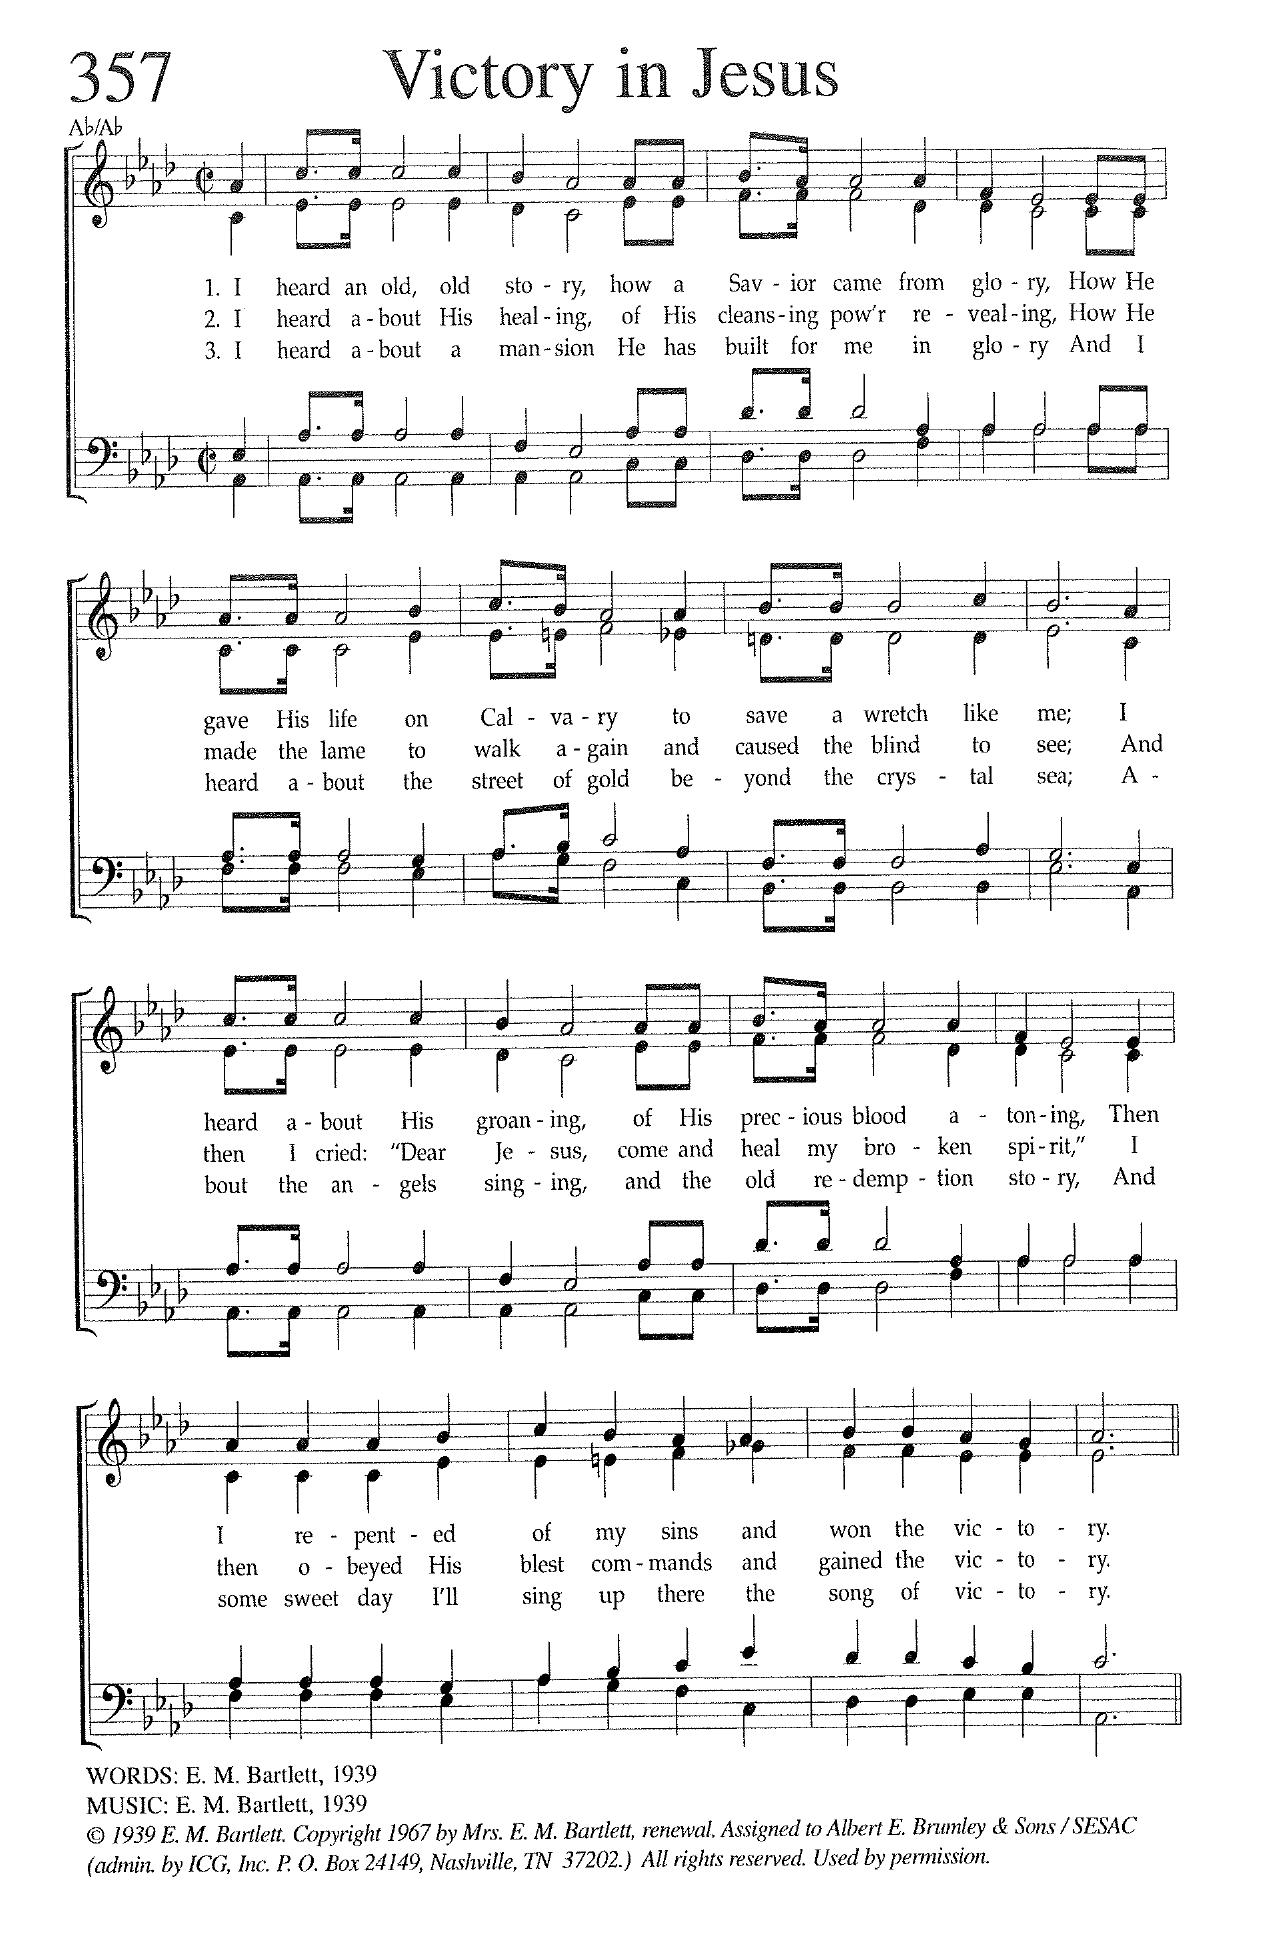 357 Victory in Jesus
A♭/A♭
1. I heard an old, old sto - ry, how a Sav - ior came from glo - ry, How He
2. I heard a - bout His heal - ing, of His cleans - ing pow'r re - veal - ing, How He
3. I heard a - bout a man - sion He has built for me in glo - ry And I
gave His life on Cal - va - ry to save a wretch like me; I
made the lame to walk a - gain and caused the blind to see; And
heard a - bout the street of gold be - yond the crys - tal sea; A -
heard a - bout His groan - ing, of His prec - ious blood a - ton - ing, Then
then I cried: “Dear Je - sus, come and heal my bro - ken spi - rit,” I
bout the an - gels sing - ing, and the old re - demp - tion sto - ry, And
I re - pent - ed of my sins and won the vic - to - ry.
then o - beyed His blest com - mands and gained the vic - to - ry.
some sweet day I'll sing up there the song of vic - to - ry.
WORDS: E. M. Bartlett, 1939
MUSIC: E. M. Bartlett, 1939
© 1939 E. M. Bartlett. Copyright 1967 by Mrs. E. M. Bartlett, renewal. Assigned to Albert E. Brumley & Sons / SESAC
(admin. by ICG, Inc. P. O. Box 24149, Nashville, TN 37202.) All rights reserved. Used by permission.